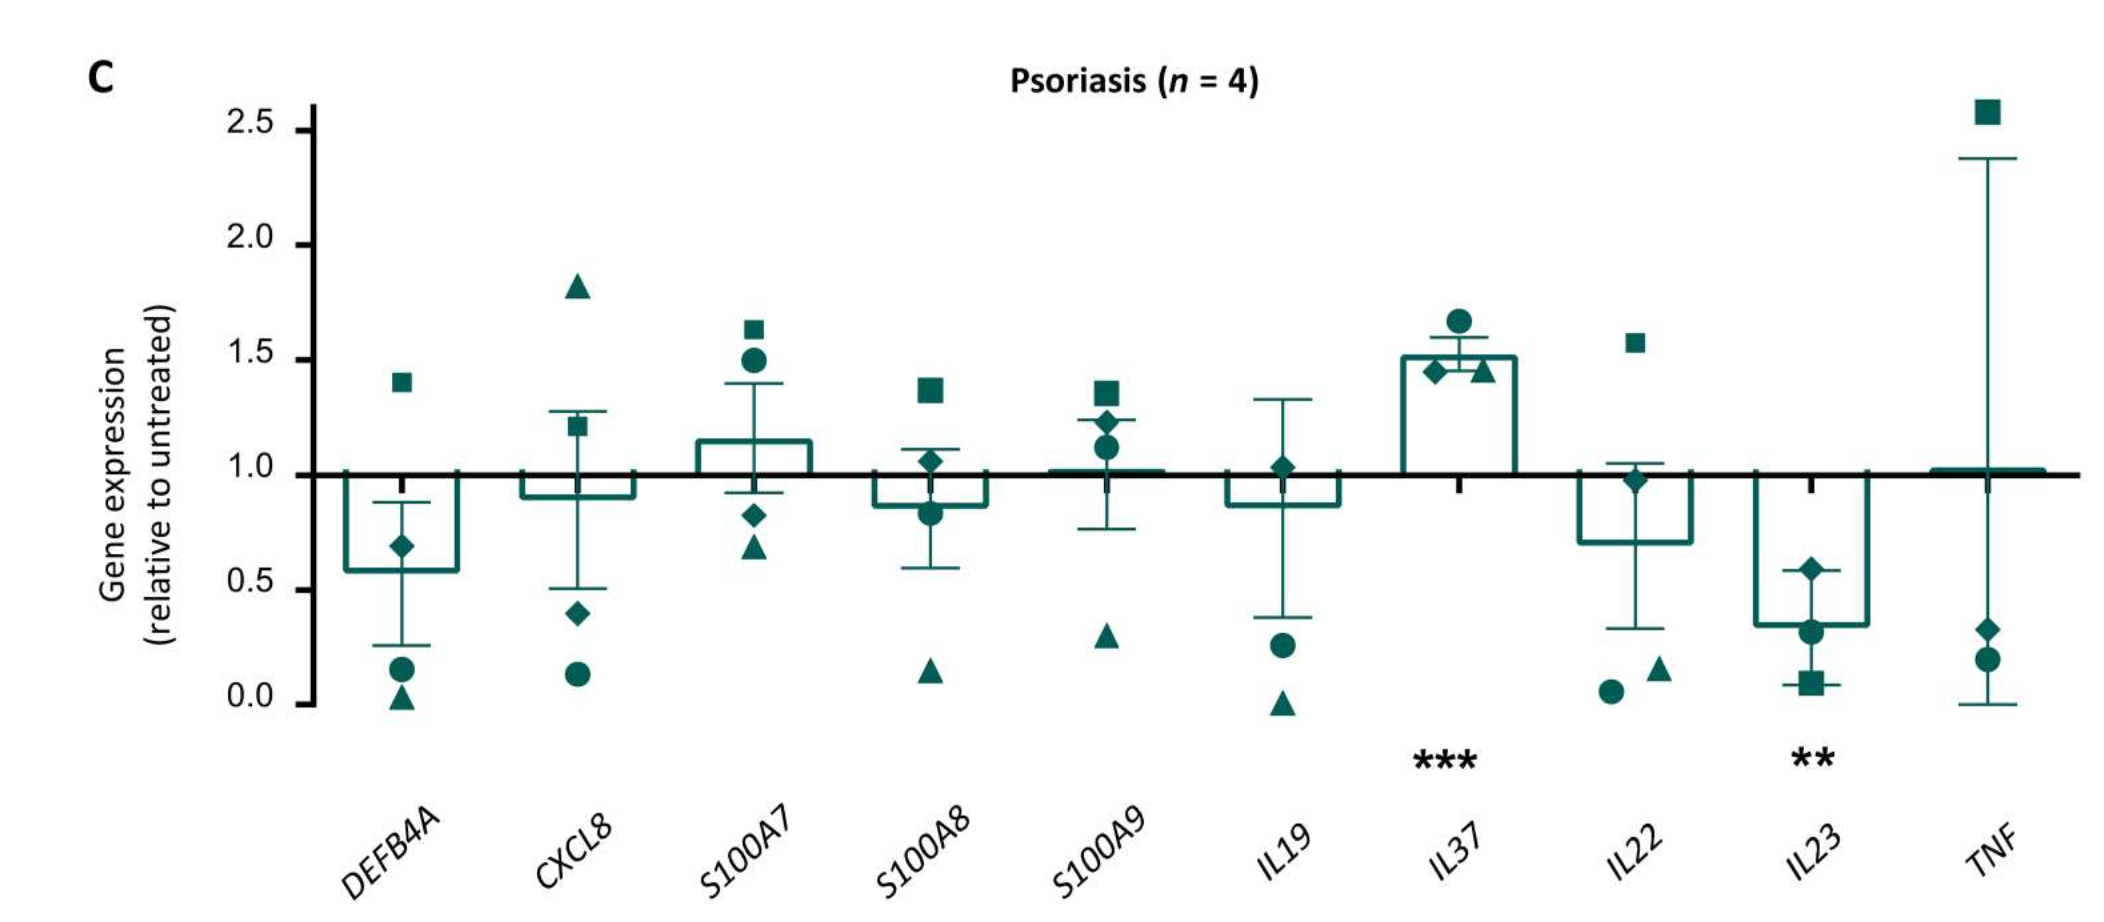 C
Psoriasis (n = 4)
2.5
2.0
1.5
1.0
0.5
0.0
Gene expression
(relative to untreated)
***
**
DEFB4A
CXCL8
S100A7
S100A8
S100A9
IL19
IL37
IL22
IL23
TNF